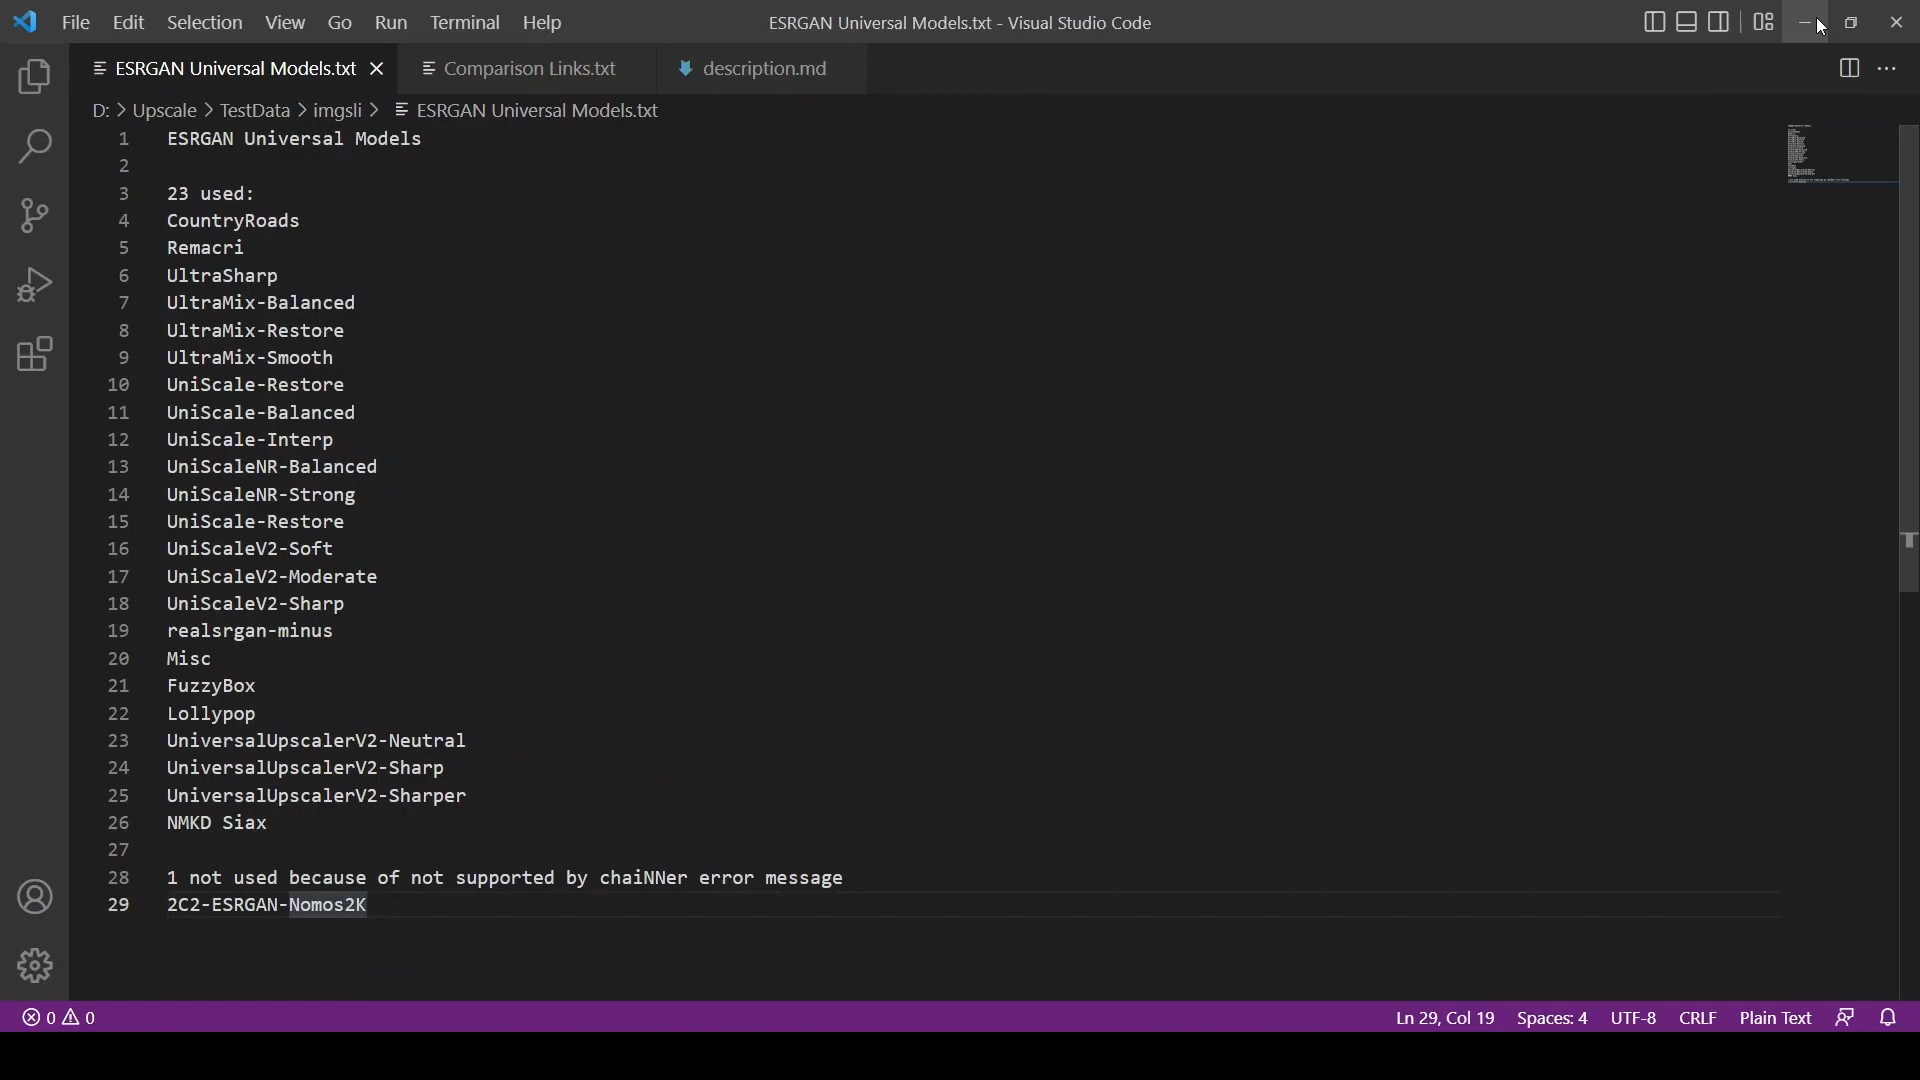 File Edit Selection View Go Run Terminal Help ESRGAN Universal Models.txt - Visual Studio Code
ESRGAN Universal Models.txt Comparison Links.txt description.md
D: > Upscale > TestData > imgsli > ESRGAN Universal Models.txt
1 ESRGAN Universal Models
2
3 23 used:
4 CountryRoads
5 Remacri
6 UltraSharp
7 UltraMix-Balanced
8 UltraMix-Restore
9 UltraMix-Smooth
10 UniScale-Restore
11 UniScale-Balanced
12 UniScale-Interp
13 UniScaleNR-Balanced
14 UniScaleNR-Strong
15 UniScale-Restore
16 UniScaleV2-Soft
17 UniScaleV2-Moderate
18 UniScaleV2-Sharp
19 realsrgan-minus
20 Misc
21 FuzzyBox
22 Lollypop
23 UniversalUpscalerV2-Neutral
24 UniversalUpscalerV2-Sharp
25 UniversalUpscalerV2-Sharper
26 NMKD Siax
27
28 1 not used because of not supported by chaiNNer error message
29 2C2-ESRGAN-Nomos2K
0 0 Ln 29, Col 19 Spaces: 4 UTF-8 CRLF Plain Text